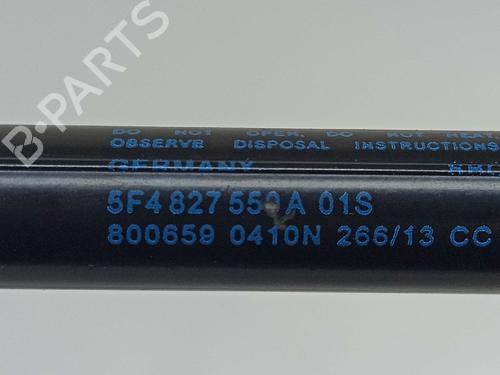 B-PARTS
DO NOT OPEN. DO NOT HEAT
OBSERVE DISPOSAL INSTRUCTIONS
GERMANY
5F4 827 550A 01S
800659 0410N 266/13 CC